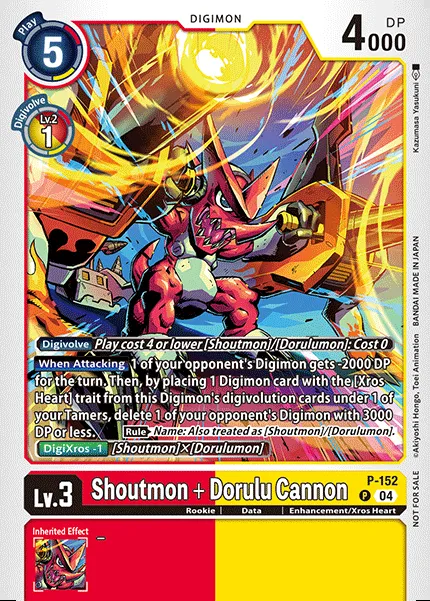 Play
5
DIGIMON
4000 DP
Digivolve
Lv.2
1
Kazumasa Yasukuni
Digivolve Play cost 4 or lower [Shoutmon]/[Dorulumon]: Cost 0
When Attacking 1 of your opponent's Digimon gets -2000 DP
for the turn. Then, by placing 1 Digimon card with the [Xros
Heart] trait from this Digimon's digivolution cards under 1 of
your Tamers, delete 1 of your opponent's Digimon with 3000
DP or less. Rule Name: Also treated as [Shoutmon]/[Dorulumon].
DigiXros -1 [Shoutmon]×[Dorulumon]
©Akiyoshi Hongo, Toei Animation BANDAI MADE IN JAPAN
NOT FOR SALE
Lv.3
Shoutmon + Dorulu Cannon
P-152
P 04
Rookie | Data | Enhancement/Xros Heart
Inherited Effect
–